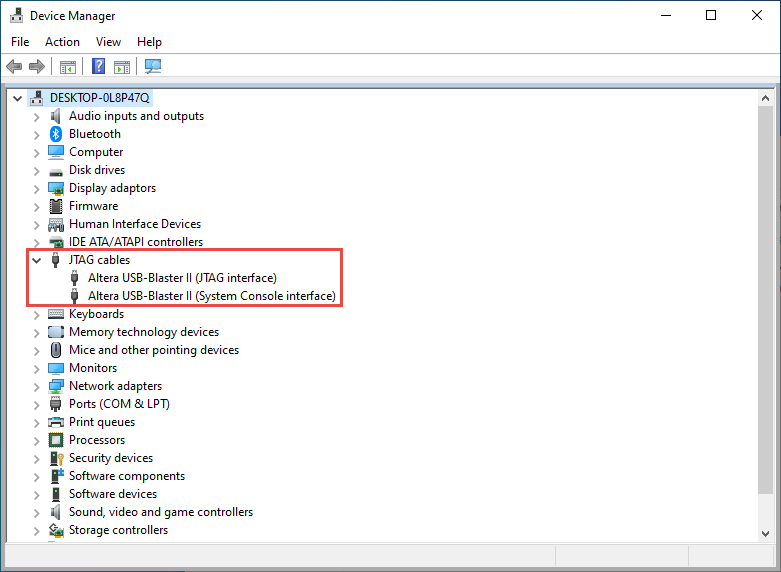 Device Manager
File Action View Help
DESKTOP-0L8P47Q
Audio inputs and outputs
Bluetooth
Computer
Disk drives
Display adaptors
Firmware
Human Interface Devices
IDE ATA/ATAPI controllers
JTAG cables
Altera USB-Blaster II (JTAG interface)
Altera USB-Blaster II (System Console interface)
Keyboards
Memory technology devices
Mice and other pointing devices
Monitors
Network adapters
Ports (COM & LPT)
Print queues
Processors
Security devices
Software components
Software devices
Sound, video and game controllers
Storage controllers